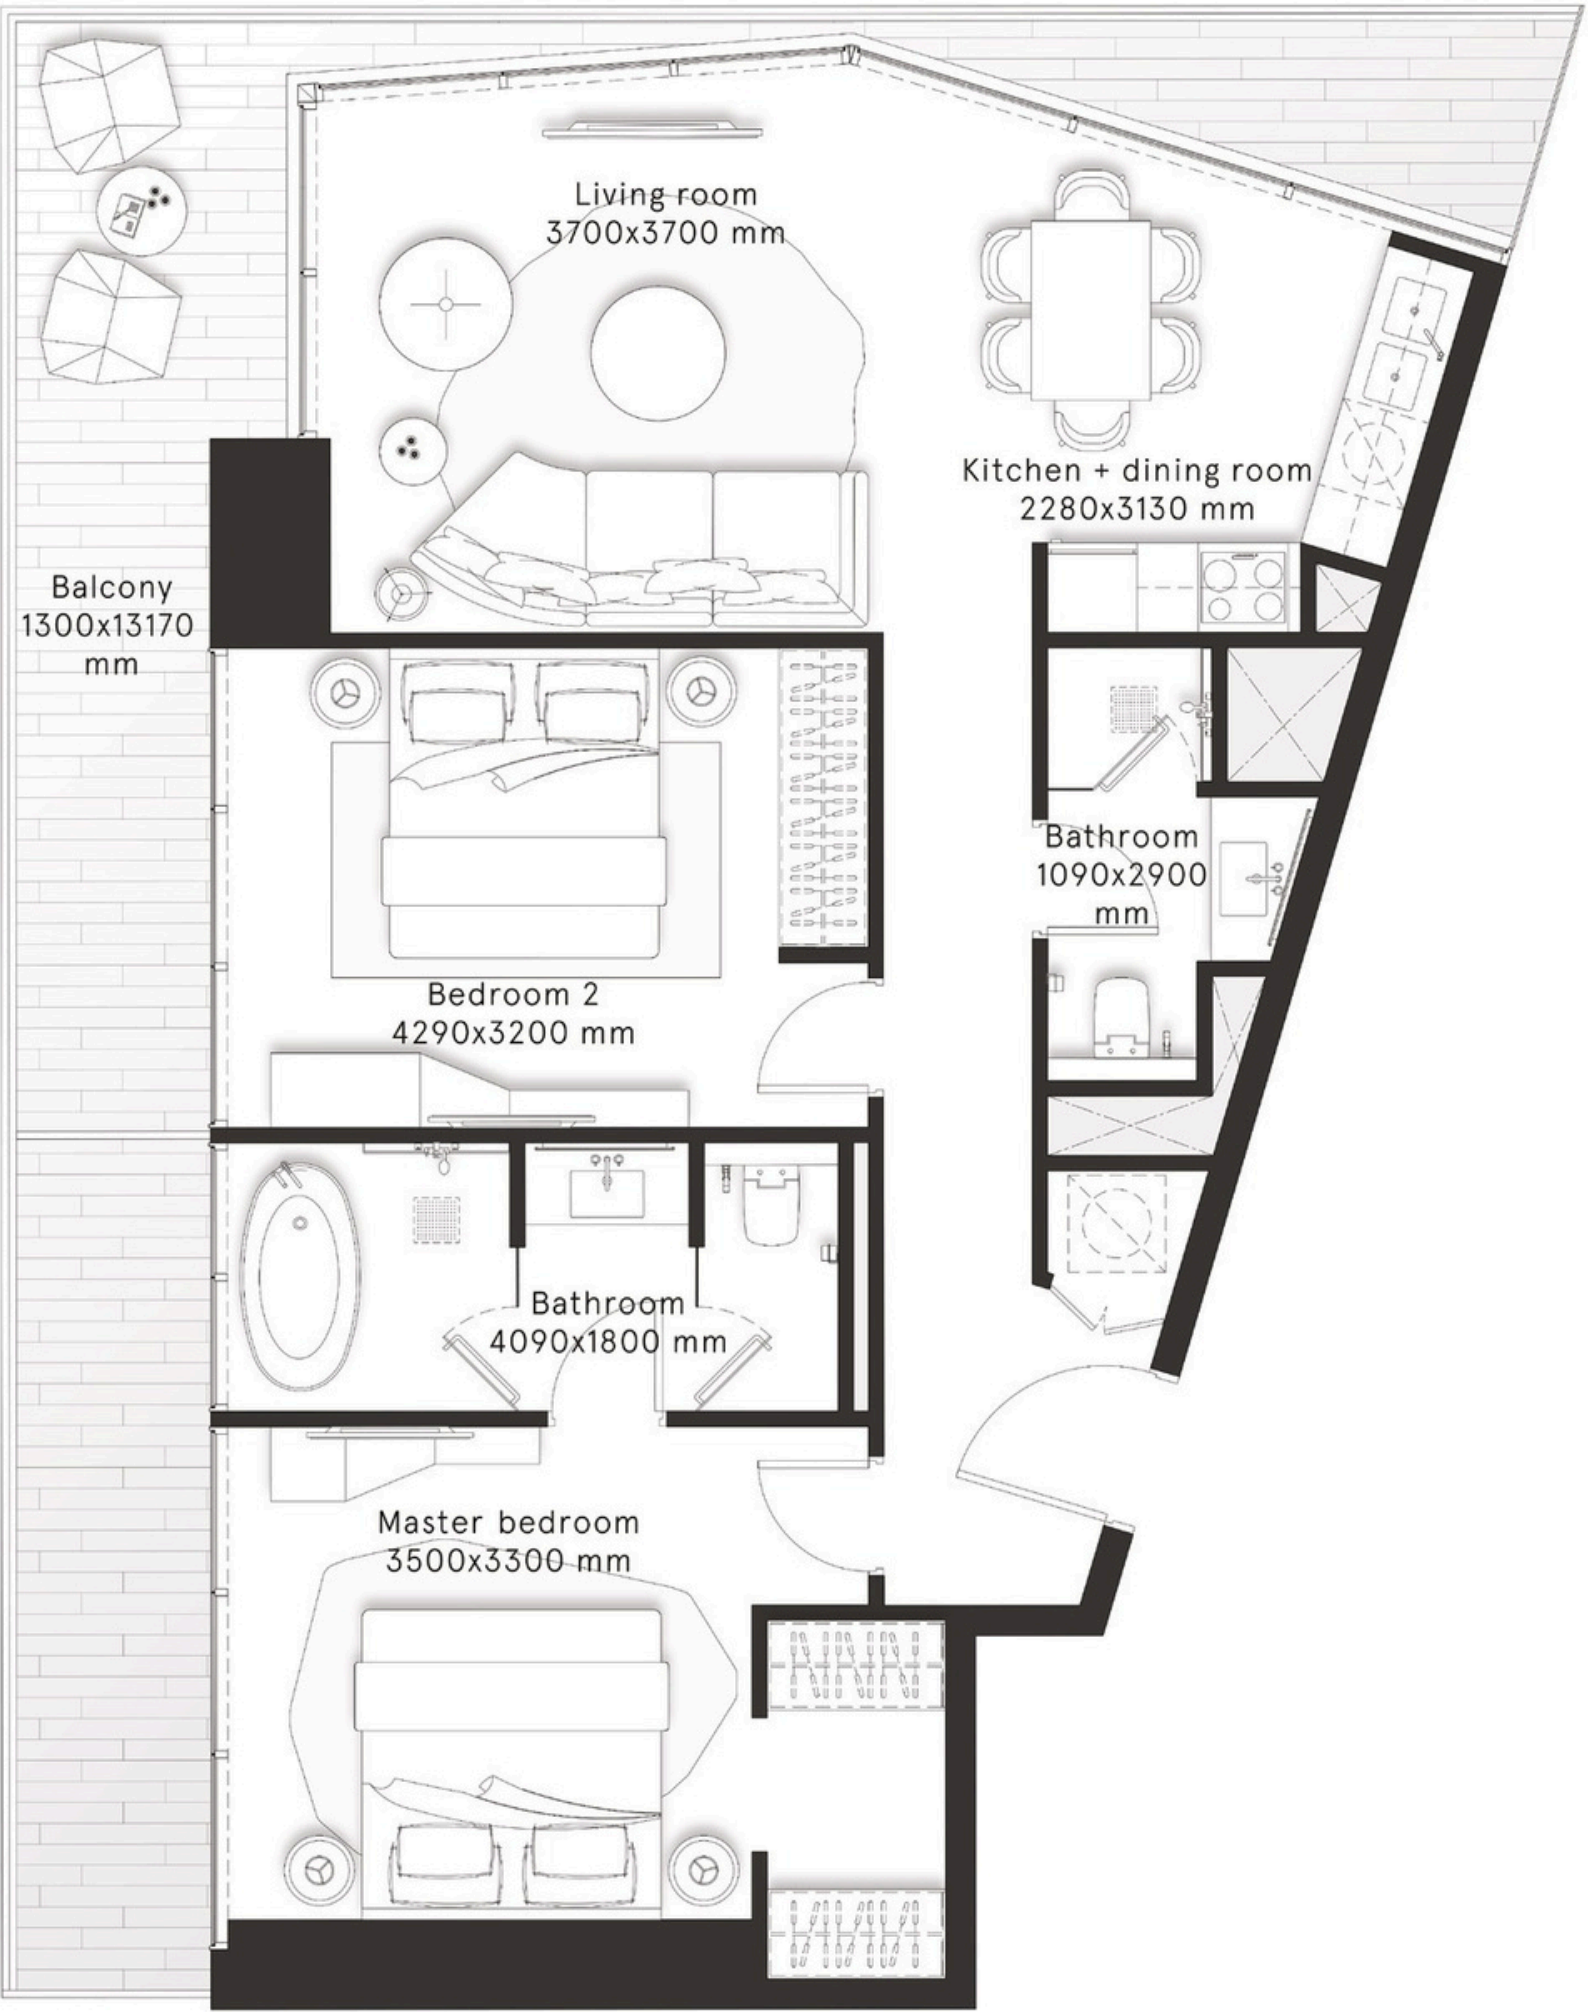 Living room
3700x3700 mm
Kitchen + dining room
2280x3130 mm
Balcony
1300x13170
mm
Bathroom
1090x2900
mm
Bedroom 2
4290x3200 mm
Bathroom
4090x1800 mm
Master bedroom
3500x3300 mm